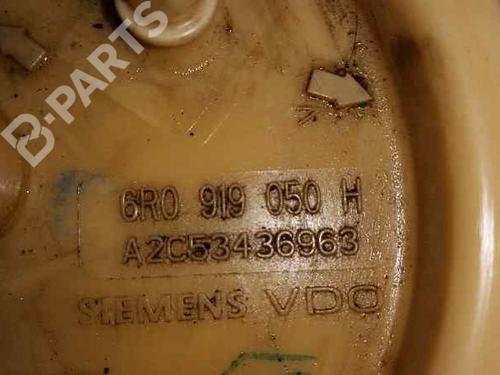 B-PARTS
6R0 919 050 H
A2C53436963
SIEMENS VDO